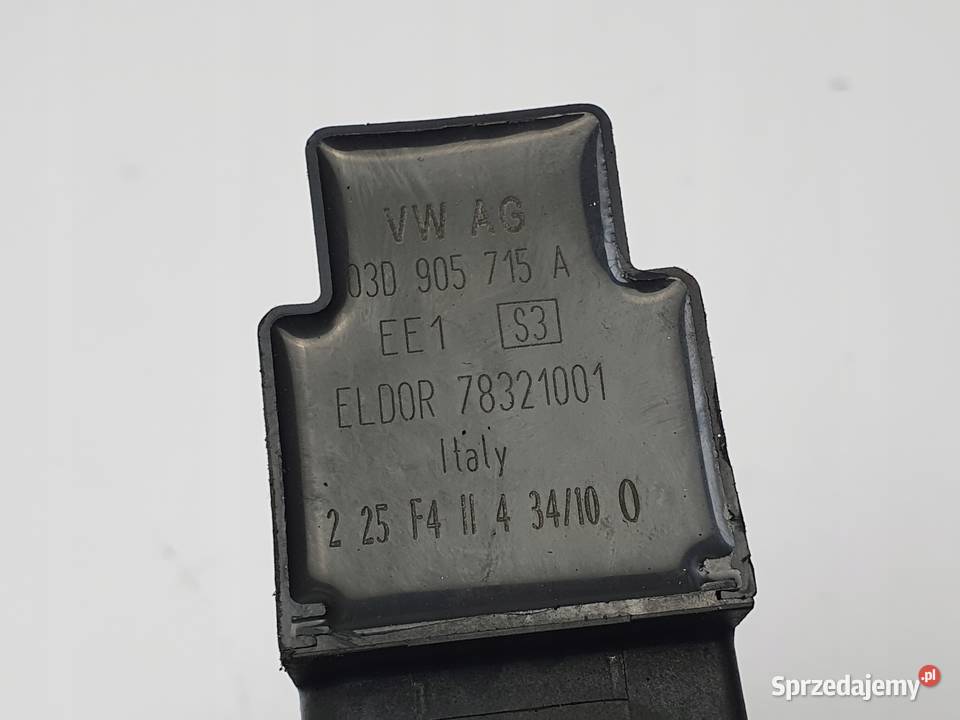 VW AG
03D 905 715 A
EE1 S3
ELDOR 78321001
Italy
2 25 F4 II 4 34/10 0
Sprzedajemy.pl